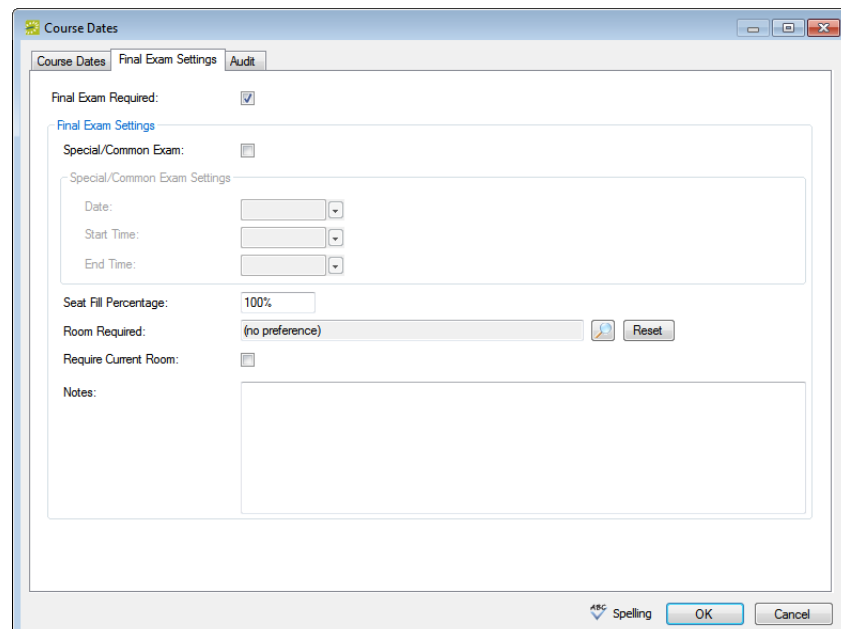 Course Dates
Course Dates Final Exam Settings Audit
Final Exam Required:
Final Exam Settings
Special/Common Exam:
Special/Common Exam Settings
Date:
Start Time:
End Time:
Seat Fill Percentage: 100%
Room Required: (no preference) Reset
Require Current Room:
Notes:
ABC Spelling OK Cancel